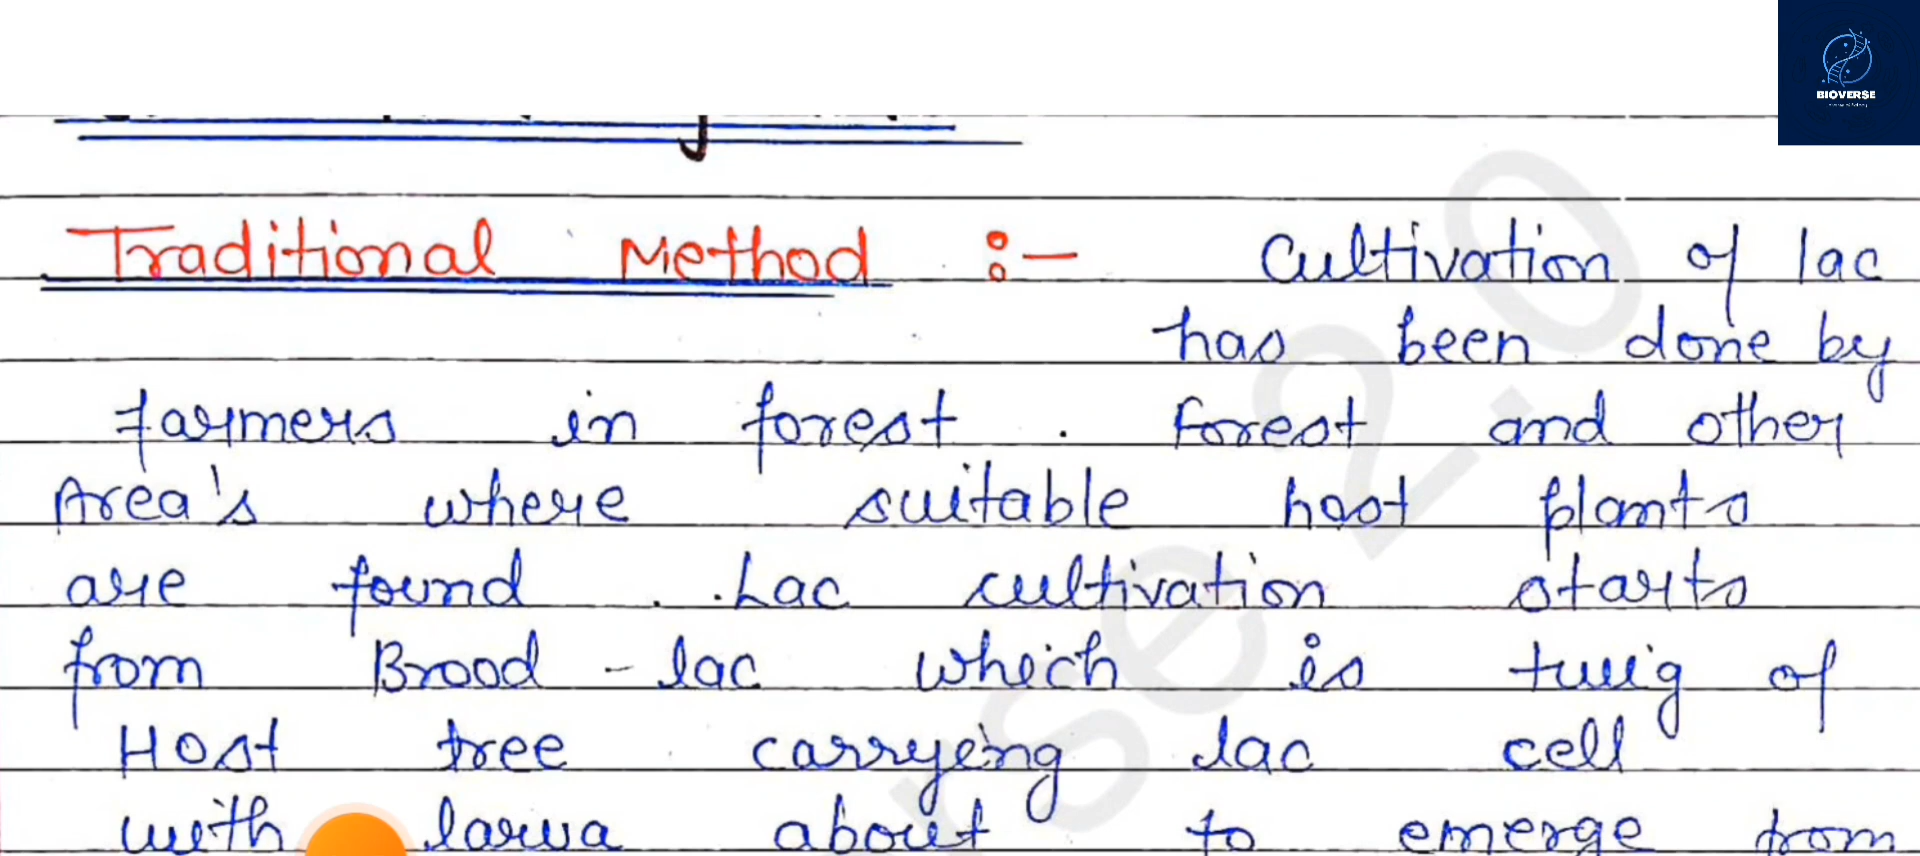 BIOVERSE
Traditional Method :-  Cultivation of lac
has been done by
farmers in forest. Forest and other
Area's where suitable host plants
are found. Lac cultivation starts
from Brood - lac which is twig of
Host tree carrying lac cell
with larva about to emerge from